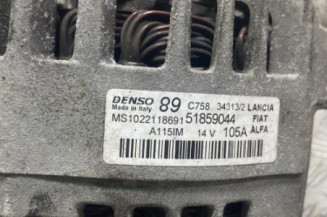 DENSO 89 C758 34313/2 LANCIA
Made in Italy
MS1022118691 51859044 FIAT
A115IM 14 V 105A ALFA